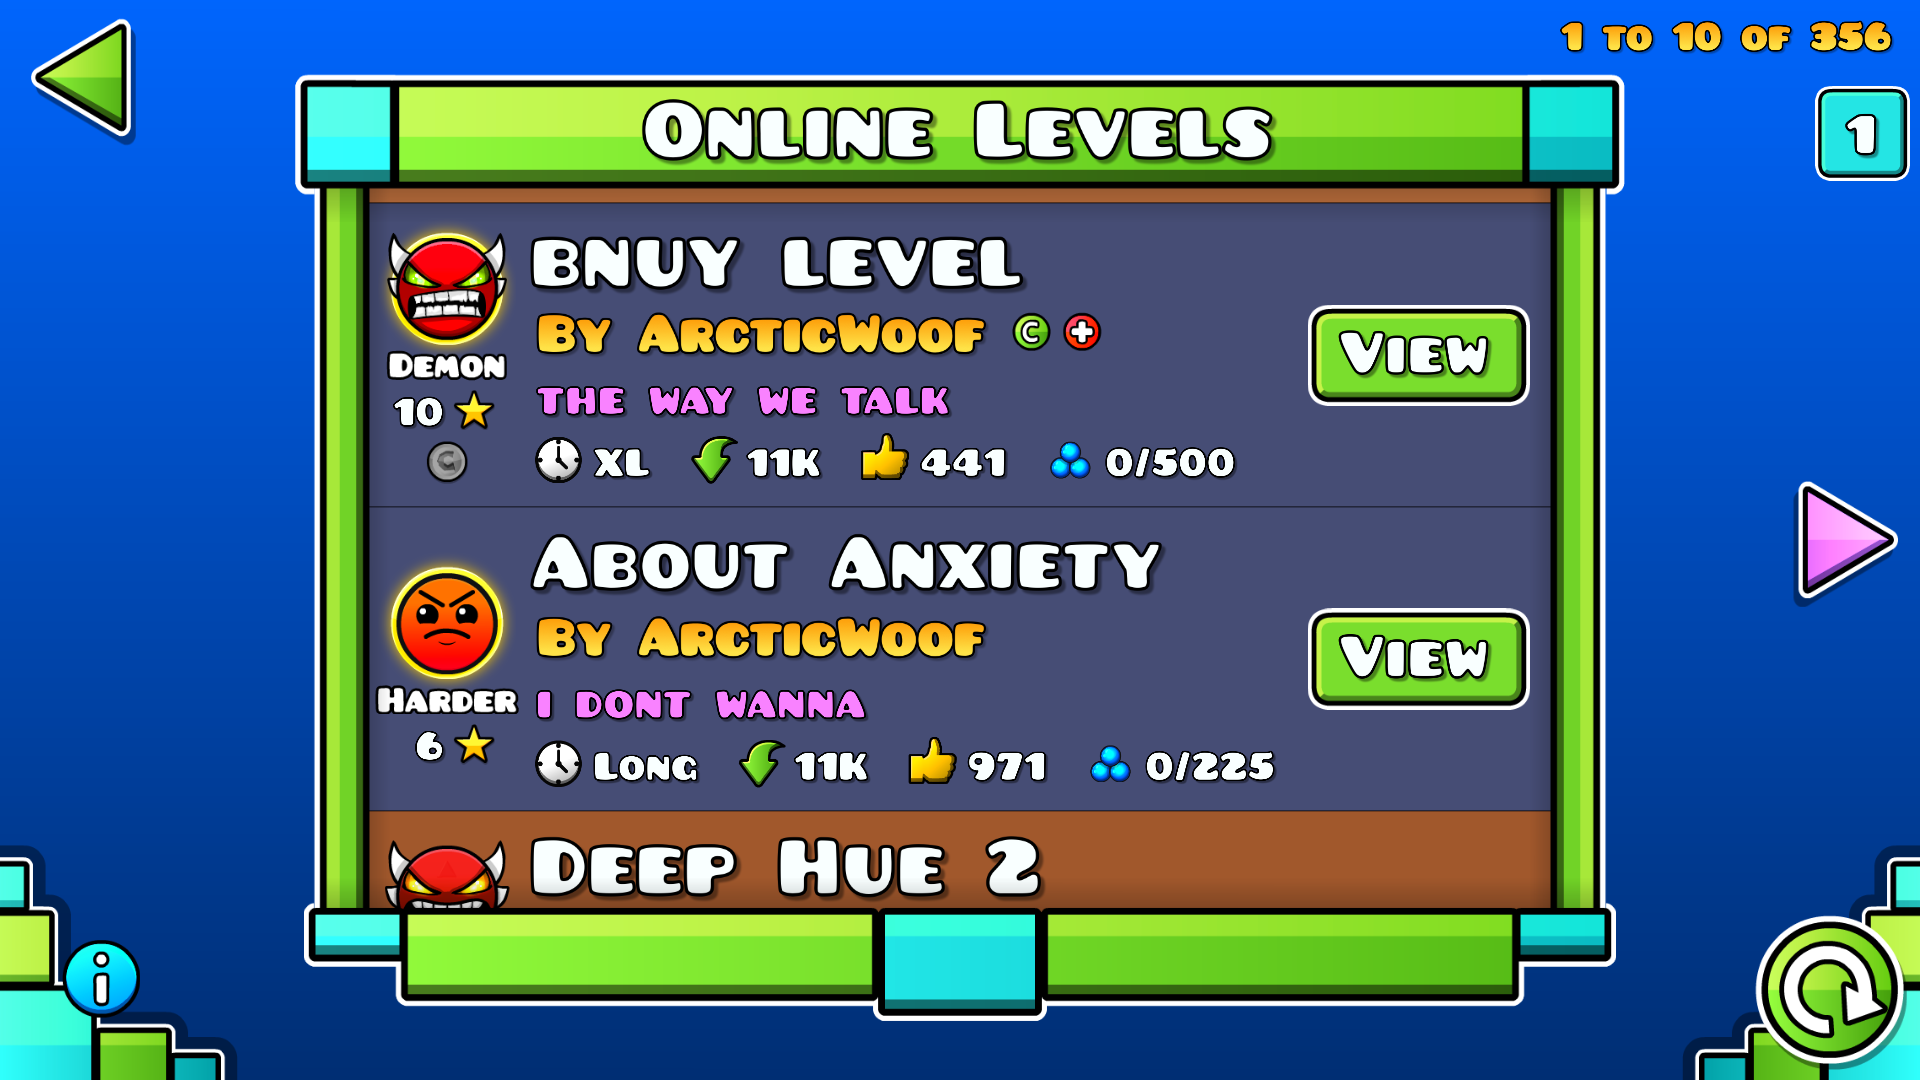 1 TO 10 OF 356
1
Online Levels
BNUY LEVEL
By ArcticWoof
THE WAY WE TALK
Demon
10
XL 11K 441 0/500
View
About Anxiety
By ArcticWoof
I DONT WANNA
Harder
6
Long 11K 971 0/225
View
Deep Hue 2